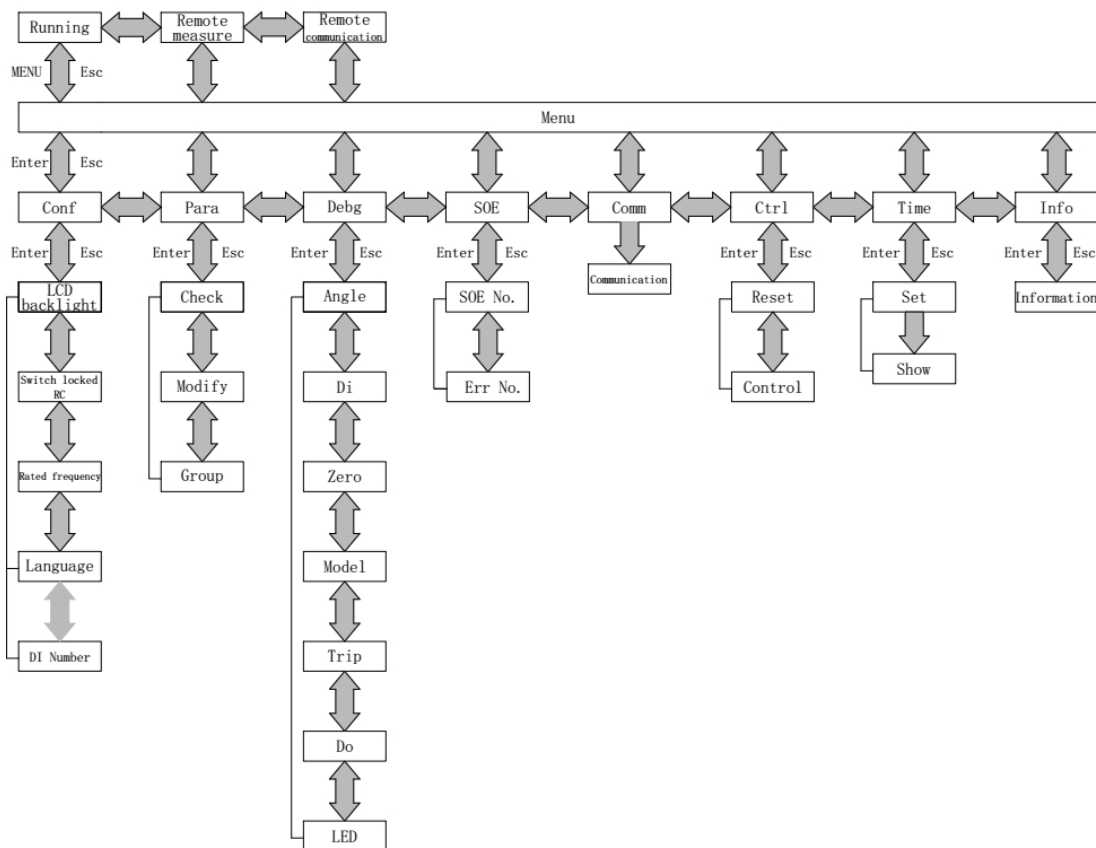 Running
Remote
measure
Remote
communication
MENU
Esc
Menu
Enter
Esc
Conf
Para
Debg
SOE
Comm
Ctrl
Time
Info
Enter
Esc
Enter
Esc
Enter
Esc
Enter
Esc
Enter
Esc
Enter
Esc
Enter
Esc
LCD
backlight
Check
Angle
SOE No.
Communication
Reset
Set
Information
Switch locked
RC
Modify
Di
Err No.
Control
Show
Rated frequency
Group
Zero
Language
Model
DI Number
Trip
Do
LED